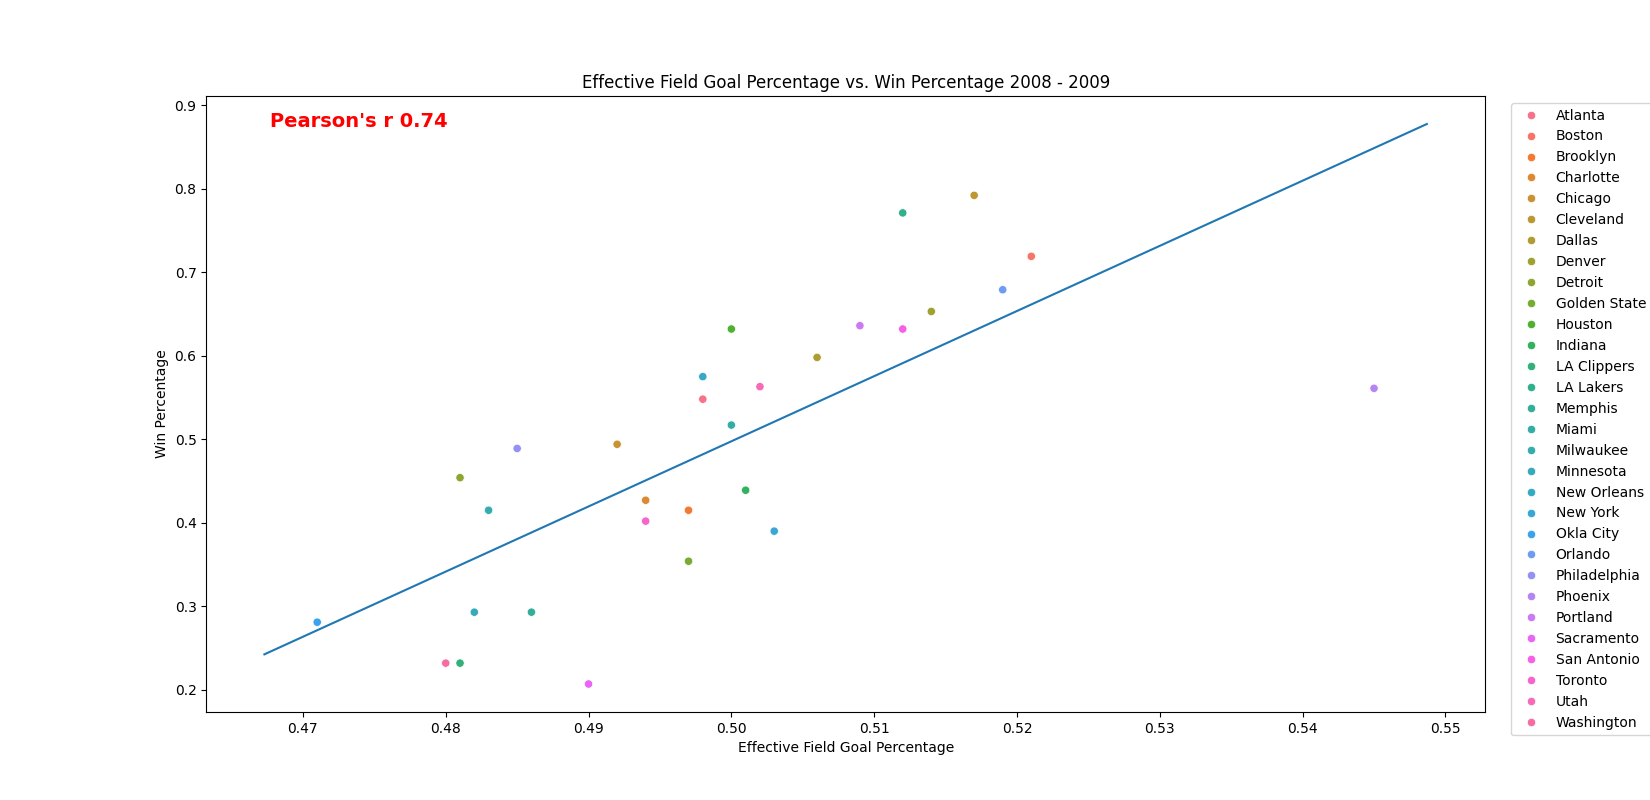 Effective Field Goal Percentage vs. Win Percentage 2008 - 2009
Pearson's r 0.74
0.9
0.8
0.7
0.6
0.5
0.4
0.3
0.2
Win Percentage
0.47 0.48 0.49 0.50 0.51 0.52 0.53 0.54 0.55
Effective Field Goal Percentage
Atlanta
Boston
Brooklyn
Charlotte
Chicago
Cleveland
Dallas
Denver
Detroit
Golden State
Houston
Indiana
LA Clippers
LA Lakers
Memphis
Miami
Milwaukee
Minnesota
New Orleans
New York
Okla City
Orlando
Philadelphia
Phoenix
Portland
Sacramento
San Antonio
Toronto
Utah
Washington